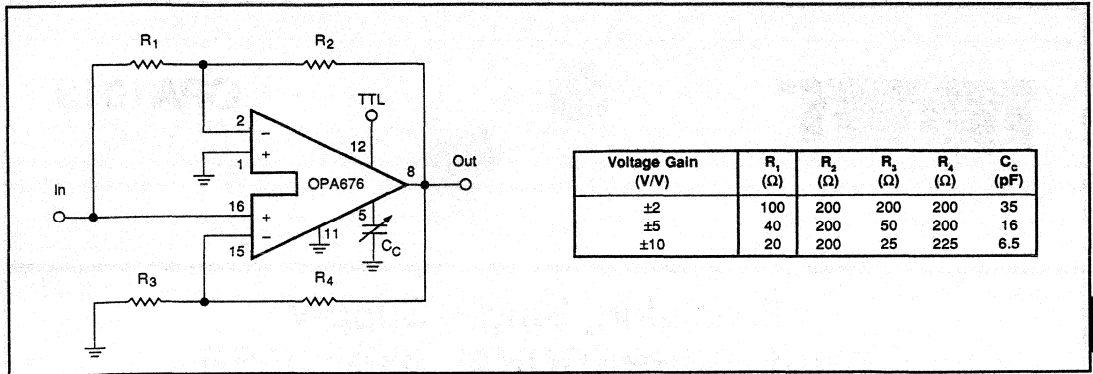 R1
R2
TTL
2
−
12
+
1
8
Out
OPA676
In
16
+
5
11
−
15
CC
R3
R4
Voltage Gain (V/V) R1 (Ω) R2 (Ω) R3 (Ω) R4 (Ω) CC (pF)
±2 100 200 200 200 35
±5 40 200 50 200 16
±10 20 200 25 225 6.5